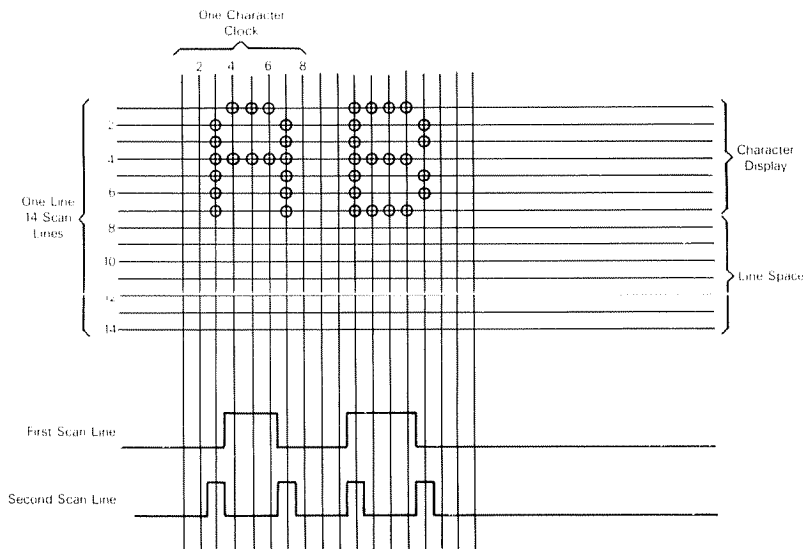 One Character
Clock
2 4 6 8
2
4
6
8
10
12
14
One Line
14 Scan
Lines
Character
Display
Line Space
First Scan Line
Second Scan Line